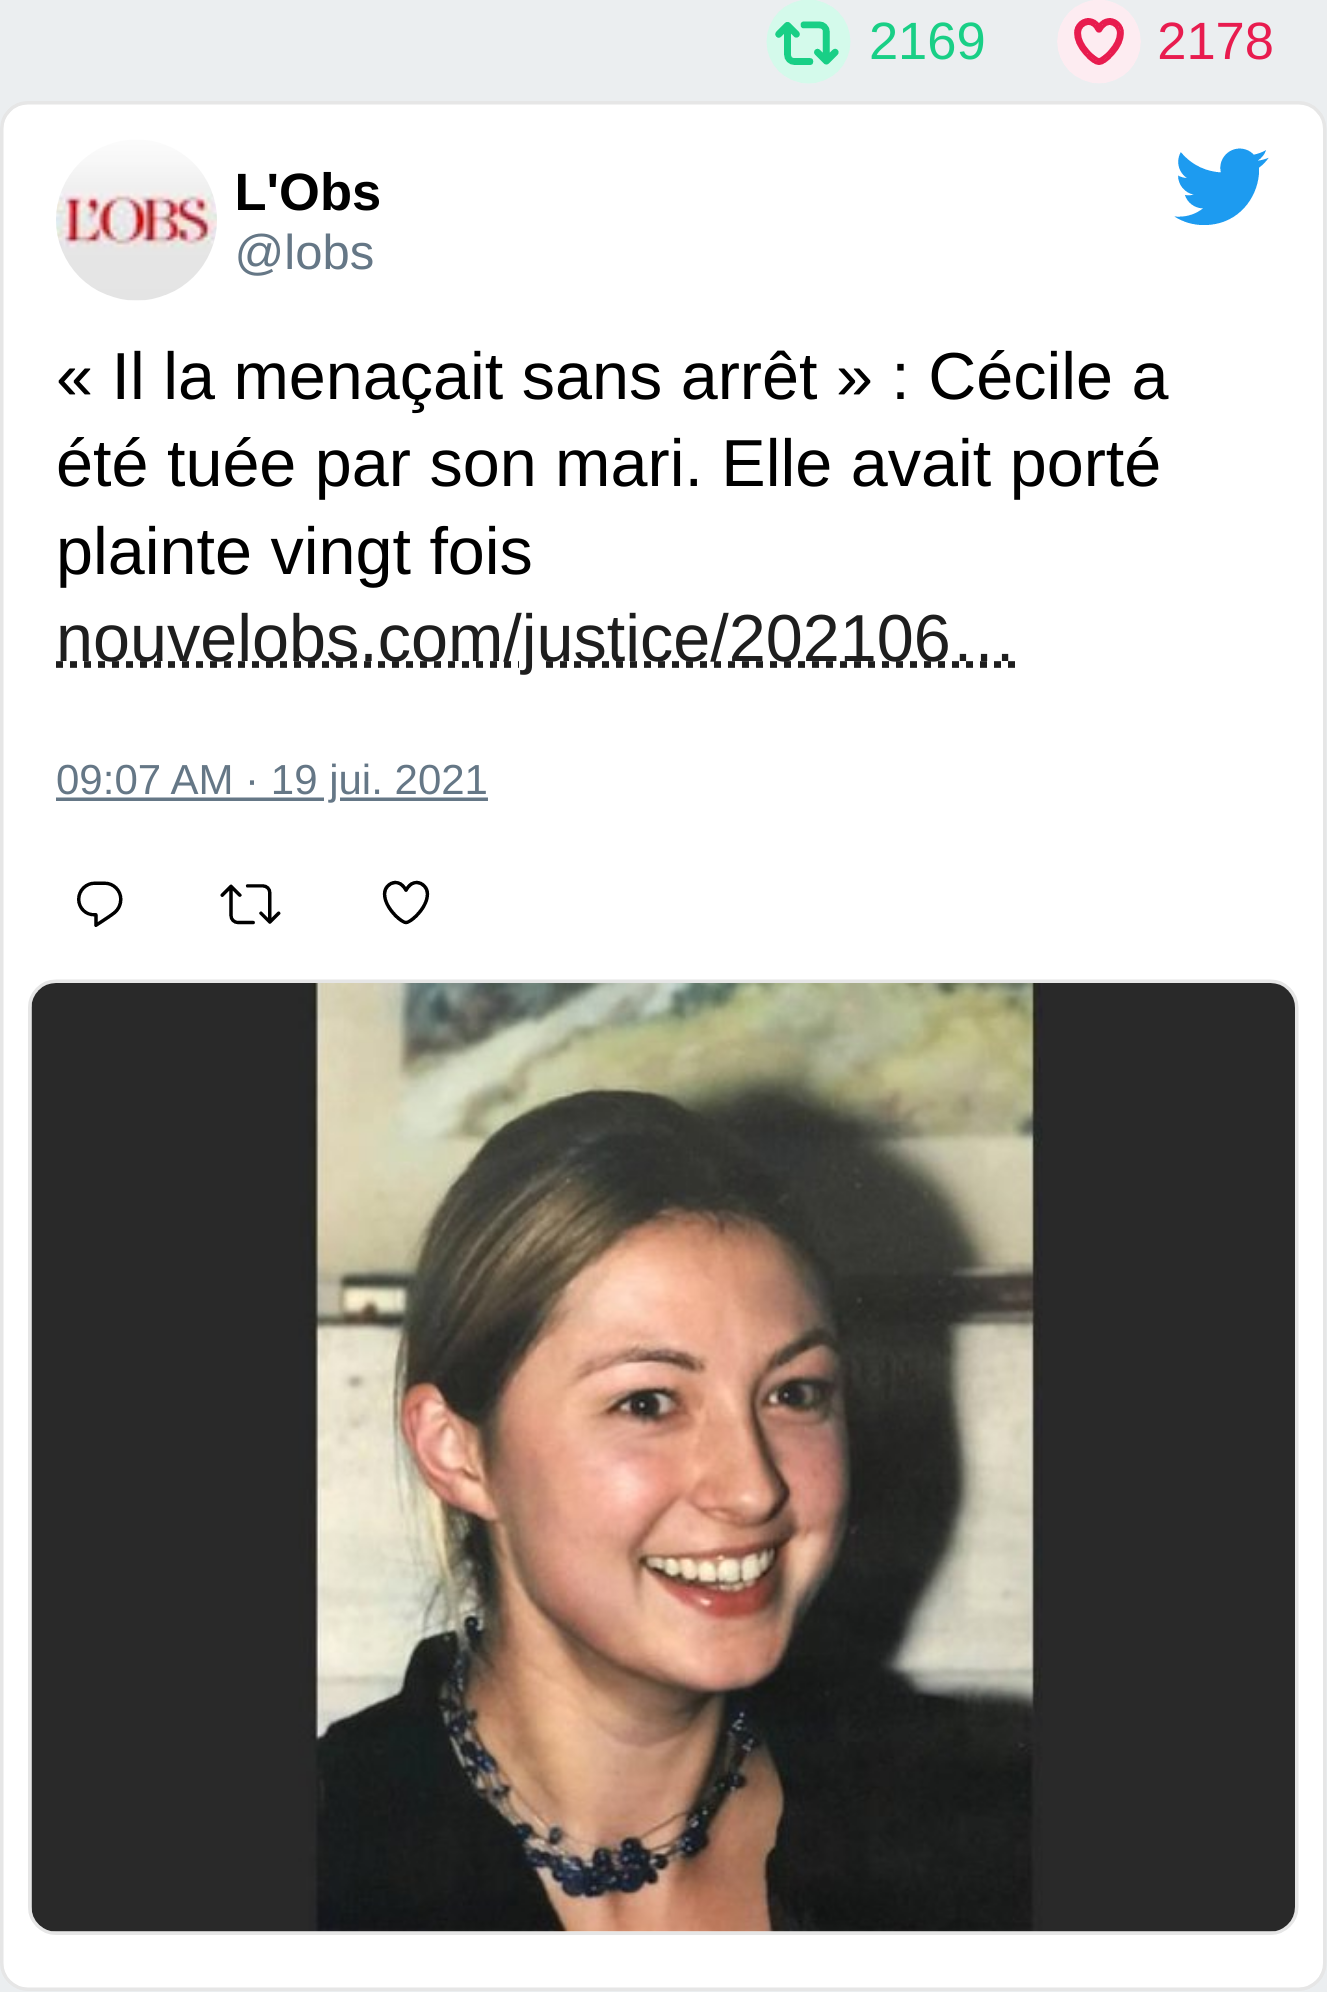 2169 2178
L'OBS
L'Obs
@lobs
« Il la menaçait sans arrêt » : Cécile a
été tuée par son mari. Elle avait porté
plainte vingt fois
nouvelobs.com/justice/202106…
09:07 AM · 19 jui. 2021